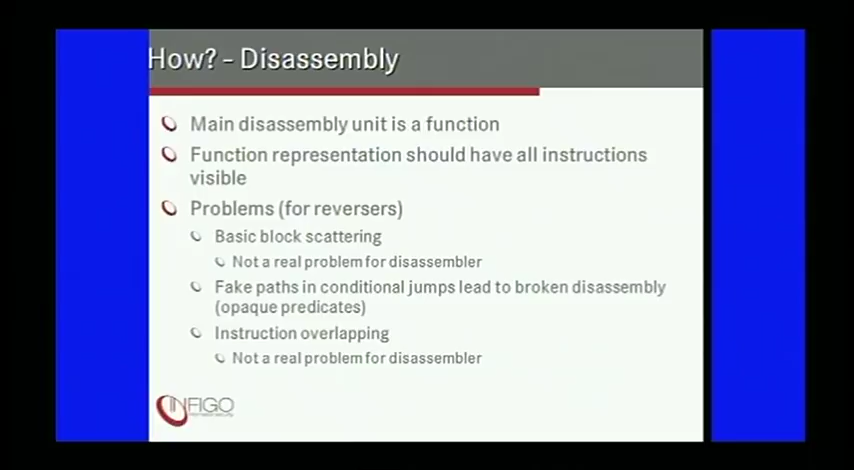 How? - Disassembly
Main disassembly unit is a function
Function representation should have all instructions
visible
Problems (for reversers)
Basic block scattering
Not a real problem for disassembler
Fake paths in conditional jumps lead to broken disassembly
(opaque predicates)
Instruction overlapping
Not a real problem for disassembler
INFIGO